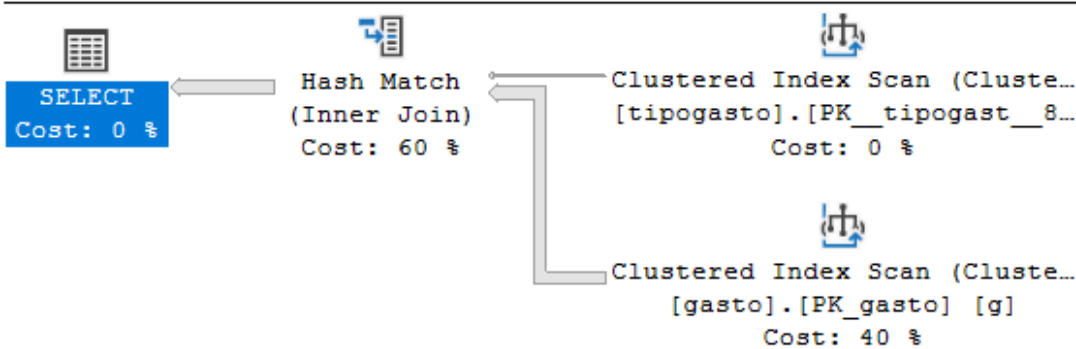 SELECT
Cost: 0 %
Hash Match
(Inner Join)
Cost: 60 %
Clustered Index Scan (Cluste…
[tipogasto].[PK__tipogast__8…
Cost: 0 %
Clustered Index Scan (Cluste…
[gasto].[PK_gasto] [g]
Cost: 40 %